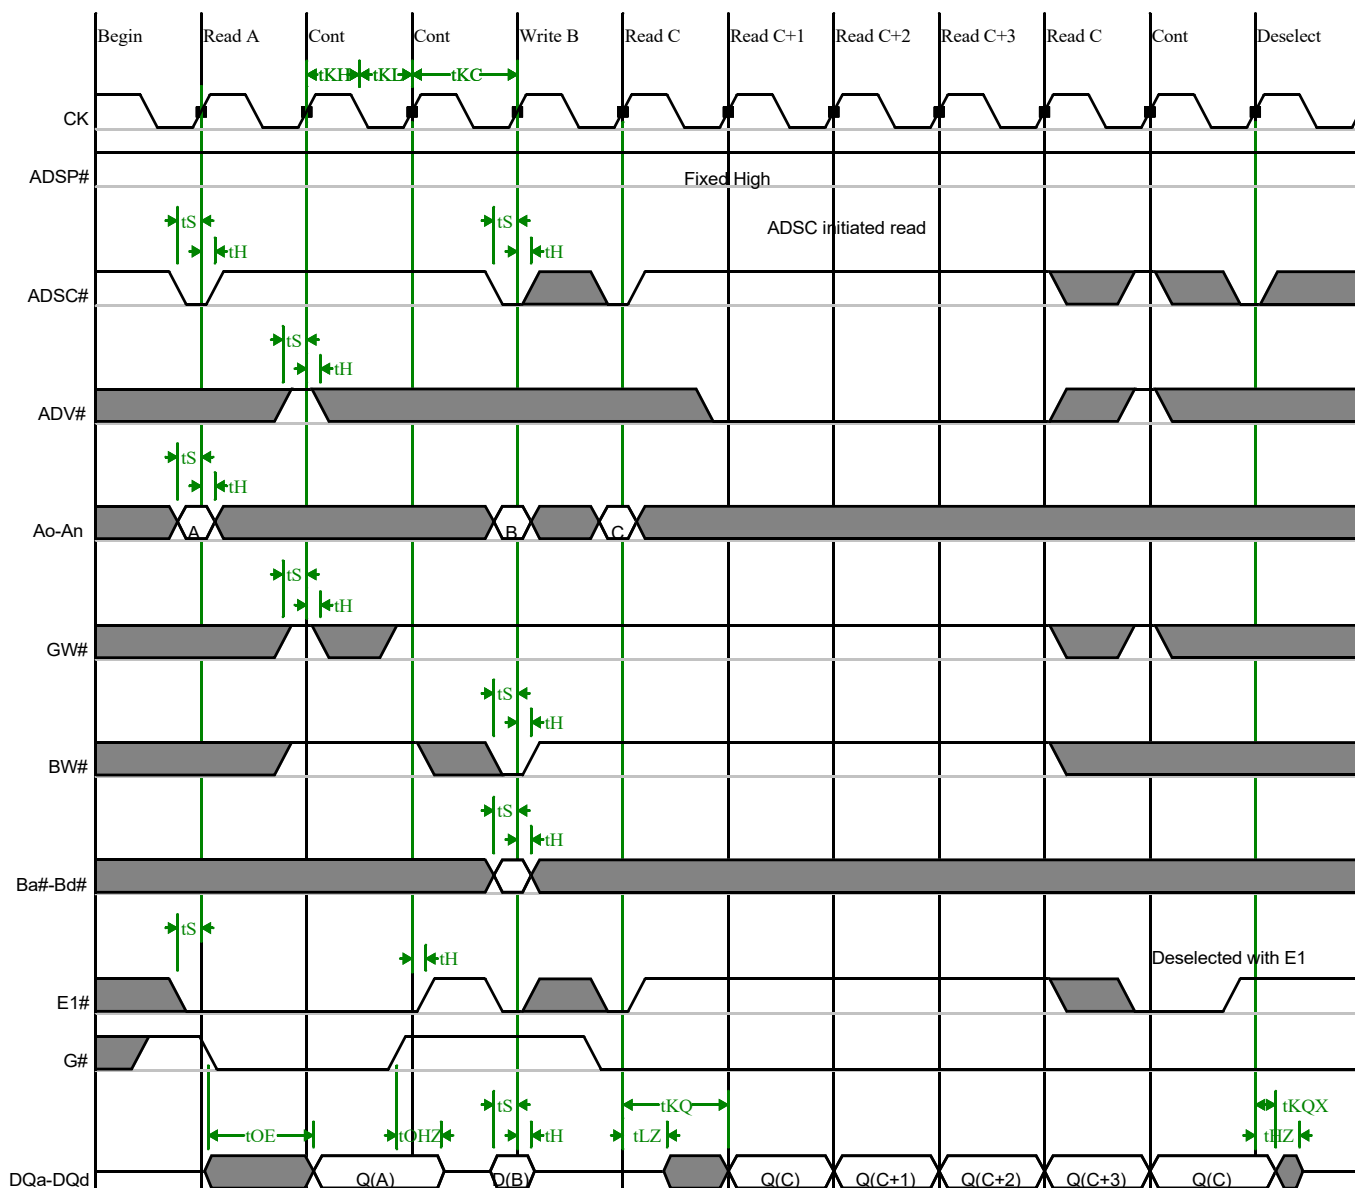 Begin Read A Cont Cont Write B Read C Read C+1 Read C+2 Read C+3 Read C Cont Deselect
tKH tKL tKC
CK
ADSP# Fixed High
tS tS ADSC initiated read
tH tH
ADSC#
tS
tH
ADV#
tS
tH
Ao-An A B C
tS
tH
GW#
tS
tH
BW#
tS
tH
Ba#-Bd#
tS
tH Deselected with E1
E1#
G#
tS tKQ tKQX
tOE tOHZ tH tLZ tHZ
DQa-DQd Q(A) D(B) Q(C) Q(C+1) Q(C+2) Q(C+3) Q(C)